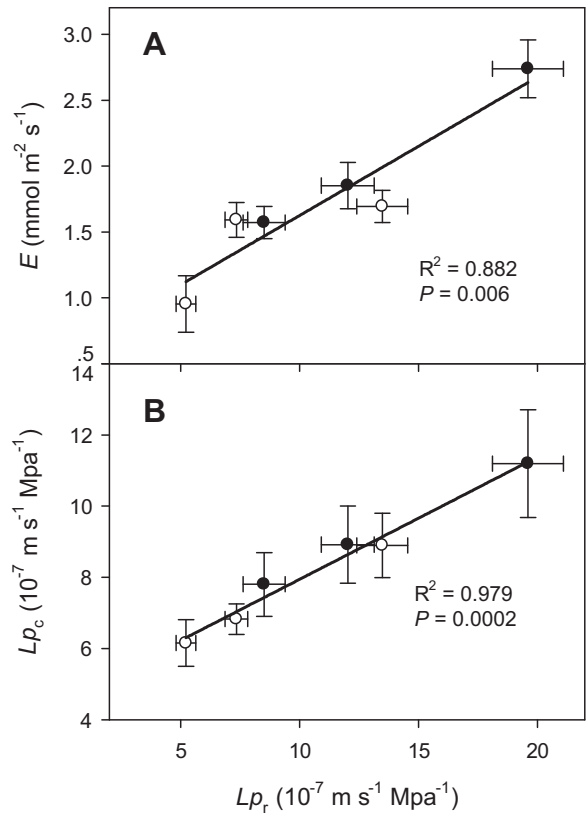 A
3.0
2.5
2.0
1.5
1.0
.5
E (mmol m⁻² s⁻¹)
R² = 0.882
P = 0.006
B
14
12
10
8
6
4
Lp_c (10⁻⁷ m s⁻¹ Mpa⁻¹)
R² = 0.979
P = 0.0002
5 10 15 20
Lp_r (10⁻⁷ m s⁻¹ Mpa⁻¹)